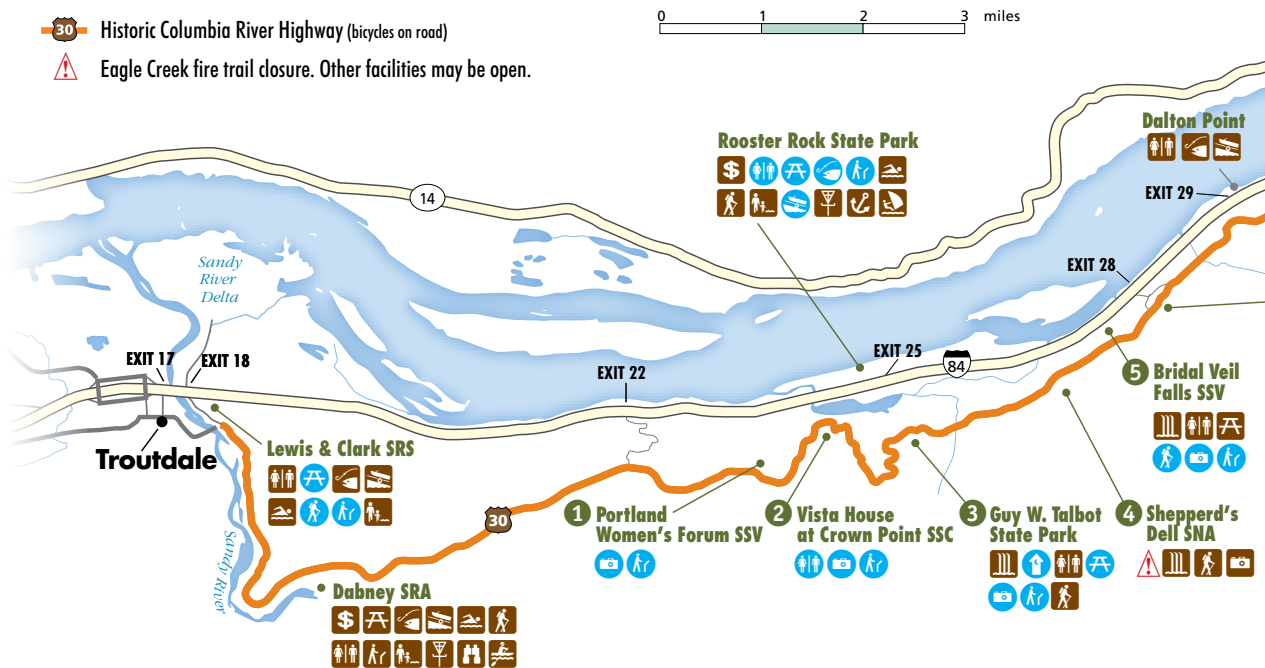 30 Historic Columbia River Highway (bicycles on road)
Eagle Creek fire trail closure. Other facilities may be open.
0 1 2 3 miles
Rooster Rock State Park
$
Dalton Point
14
EXIT 29
EXIT 28
Sandy
River
Delta
EXIT 17
EXIT 18
EXIT 22
EXIT 25
84
5 Bridal Veil
Falls SSV
Troutdale
Lewis & Clark SRS
30
1 Portland
Women's Forum SSV
2 Vista House
at Crown Point SSC
3 Guy W. Talbot
State Park
4 Shepperd's
Dell SNA
Sandy River
Dabney SRA
$